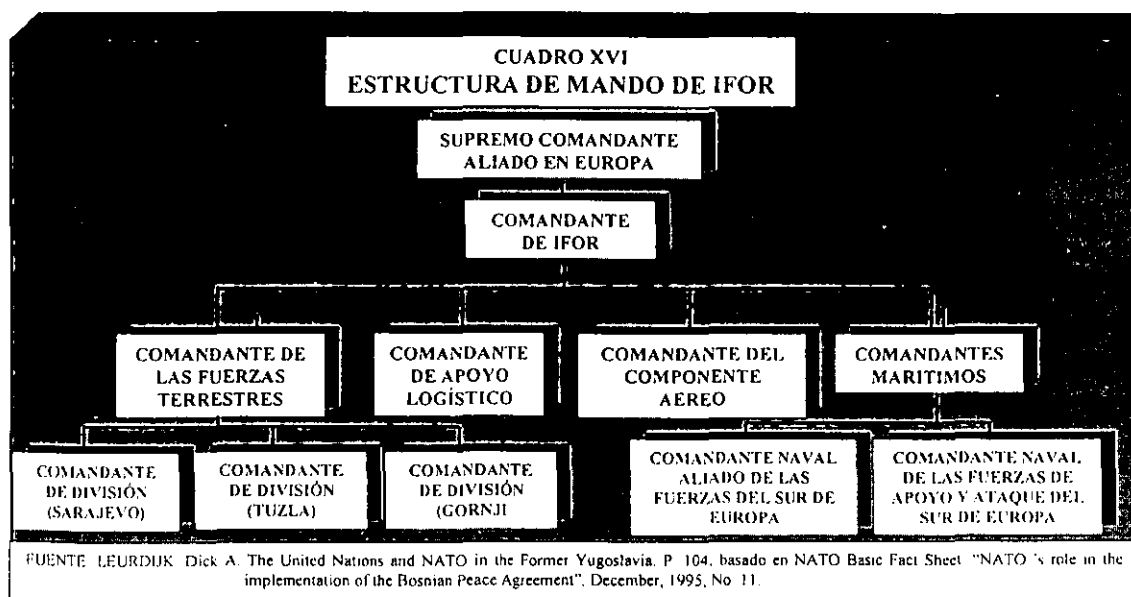 CUADRO XVI
ESTRUCTURA DE MANDO DE IFOR
SUPREMO COMANDANTE
ALIADO EN EUROPA
COMANDANTE
DE IFOR
COMANDANTE DE
LAS FUERZAS
TERRESTRES
COMANDANTE
DE APOYO
LOGÍSTICO
COMANDANTE DEL
COMPONENTE
AEREO
COMANDANTES
MARITIMOS
COMANDANTE
DE DIVISIÓN
(SARAJEVO)
COMANDANTE
DE DIVISIÓN
(TUZLA)
COMANDANTE
DE DIVISIÓN
(GORNJI
COMANDANTE NAVAL
ALIADO DE LAS
FUERZAS DEL SUR DE
EUROPA
COMANDANTE NAVAL
DE LAS FUERZAS DE
APOYO Y ATAQUE DEL
SUR DE EUROPA
FUENTE LEURDIJK Dick A. The United Nations and NATO in the Former Yugoslavia. P 104, basado en NATO Basic Fact Sheet "NATO 's role in the
implementation of the Bosnian Peace Agreement", December, 1995, No 11.